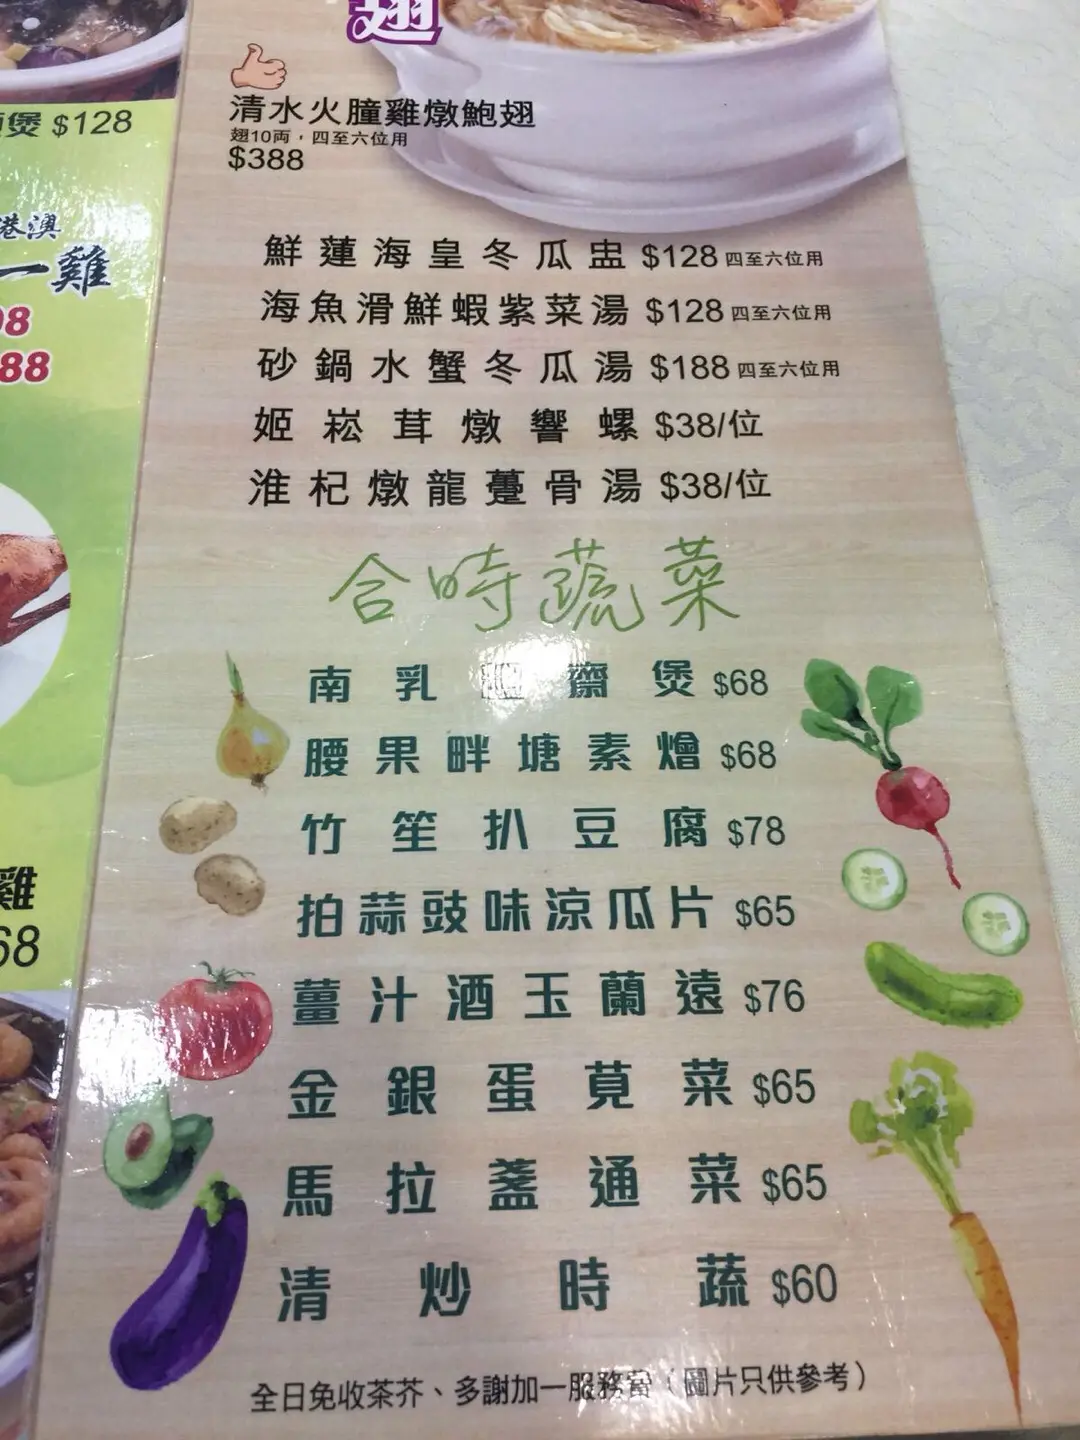 翅
煲 $128
港澳
一雞
88
雞
68
清水火朣雞燉鮑翅
翅10両，四至六位用
$388
鮮蓮海皇冬瓜盅 $128 四至六位用
海魚滑鮮蝦紫菜湯 $128 四至六位用
砂鍋水蟹冬瓜湯 $188 四至六位用
姬崧茸燉響螺 $38/位
淮杞燉龍躉骨湯 $38/位
合時蔬菜
南乳 齋煲 $68
腰果畔塘素燴 $68
竹笙扒豆腐 $78
拍蒜豉味涼瓜片 $65
薑汁酒玉蘭遠 $76
金銀蛋莧菜 $65
馬拉盞通菜 $65
清炒時蔬 $60
全日免收茶芥、多謝加一服務 （圖片只供參考）